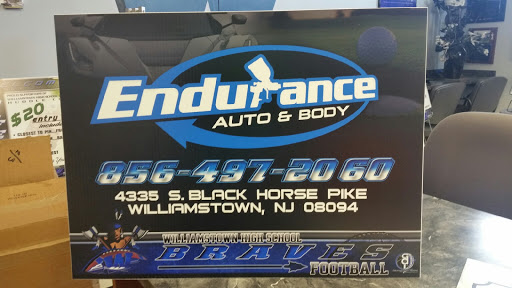 Endurance
AUTO & BODY
856-497-2060
4335 S. BLACK HORSE PIKE
WILLIAMSTOWN, NJ 08094
WILLIAMSTOWN HIGH SCHOOL
BRAVES
FOOTBALL
$20
entry